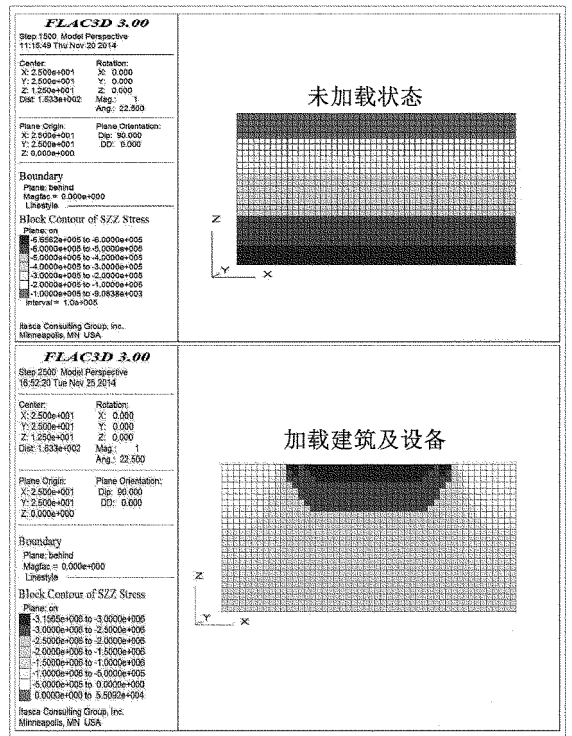 FLAC3D 3.00
Step 1500 Model Perspective
11:15:49 Thu Nov 20 2014
Center: Rotation:
X: 2.500e+001 X: 0.000
Y: 2.500e+001 Y: 0.000
Z: 1.250e+001 Z: 0.000
Dist: 1.633e+002 Mag.: 1
Ang.: 22.500
Plane Origin: Plane Orientation:
X: 2.500e+001 Dip: 90.000
Y: 2.500e+001 DD: 0.000
Z: 0.000e+000
Boundary
Plane: behind
Magfac = 0.000e+000
Linestyle
Block Contour of SZZ Stress
Plane: on
to -6.0000e+005
-6.0000e+005 to -5.0000e+005
-5.0000e+005 to -4.0000e+005
-4.0000e+005 to -3.0000e+005
-3.0000e+005 to -2.0000e+005
-2.0000e+005 to -1.0000e+005
-1.0000e+005 to
Interval = 1.0e+005
Itasca Consulting Group, Inc.
Minneapolis, MN USA
未加载状态
Z
Y
X
FLAC3D 3.00
Step 2500 Model Perspective
16:52:20 Tue Nov 25 2014
Center: Rotation:
X: 2.500e+001 X: 0.000
Y: 2.500e+001 Y: 0.000
Z: 1.250e+001 Z: 0.000
Dist: 1.633e+002 Mag.: 1
Ang.: 22.500
Plane Origin: Plane Orientation:
X: 2.500e+001 Dip: 90.000
Y: 2.500e+001 DD: 0.000
Z: 0.000e+000
Boundary
Plane: behind
Magfac = 0.000e+000
Linestyle
Block Contour of SZZ Stress
Plane: on
to -3.0000e+006
-3.0000e+006 to -2.5000e+006
-2.5000e+006 to -2.0000e+006
-2.0000e+006 to -1.5000e+006
-1.5000e+006 to -1.0000e+006
-1.0000e+006 to -5.0000e+005
-5.0000e+005 to 0.0000e+000
0.0000e+000 to
Itasca Consulting Group, Inc.
Minneapolis, MN USA
加载建筑及设备
Z
Y
X